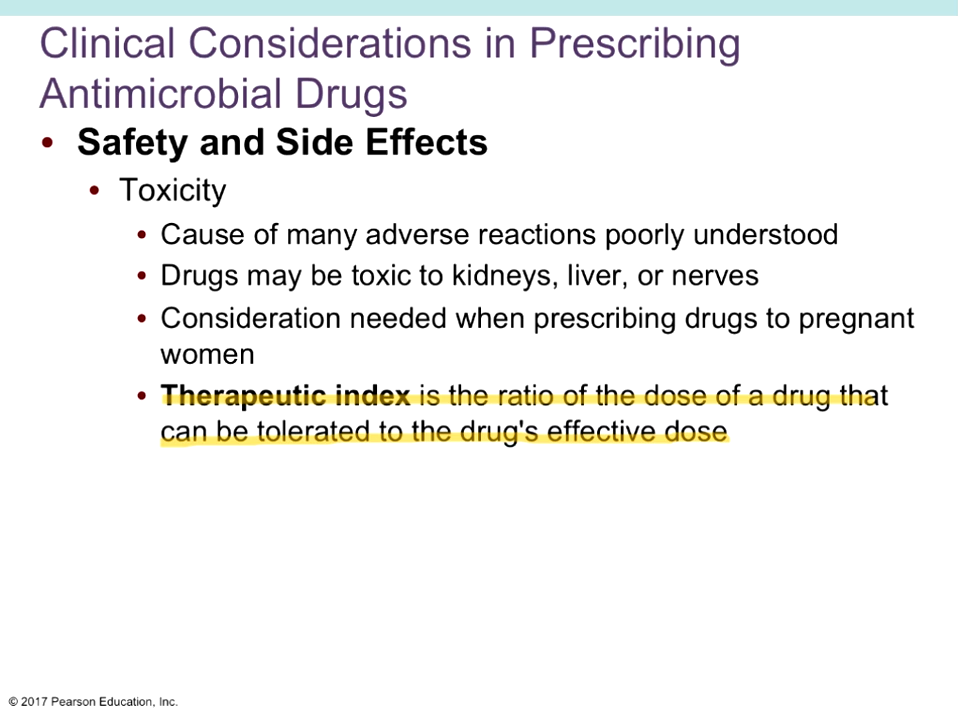 Clinical Considerations in Prescribing
Antimicrobial Drugs
• Safety and Side Effects
• Toxicity
• Cause of many adverse reactions poorly understood
• Drugs may be toxic to kidneys, liver, or nerves
• Consideration needed when prescribing drugs to pregnant
women
• Therapeutic index is the ratio of the dose of a drug that
can be tolerated to the drug's effective dose
© 2017 Pearson Education, Inc.